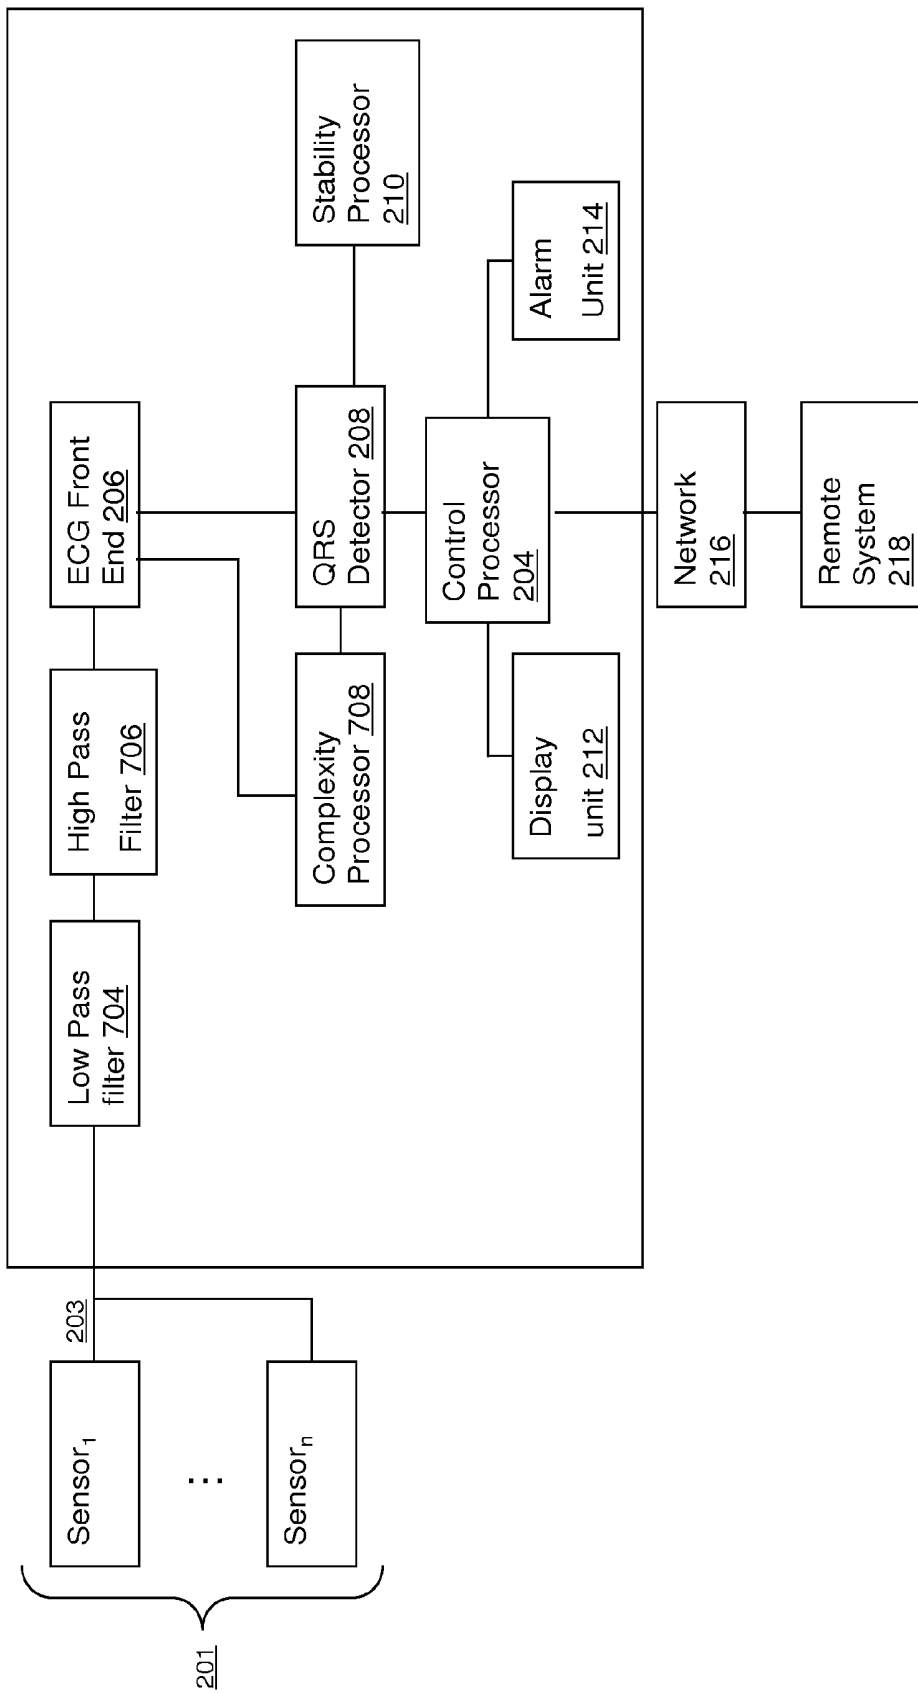 201
Sensor1
...
Sensorn
203
Low Pass
filter 704
High Pass
Filter 706
ECG Front
End 206
Complexity
Processor 708
QRS
Detector 208
Stability
Processor
210
Display
unit 212
Control
Processor
204
Alarm
Unit 214
Network
216
Remote
System
218